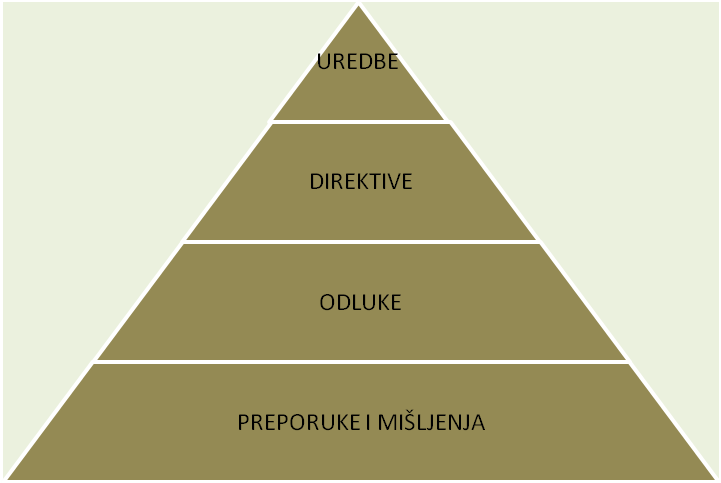 UREDBE
DIREKTIVE
ODLUKE
PREPORUKE I MIŠLJENJA